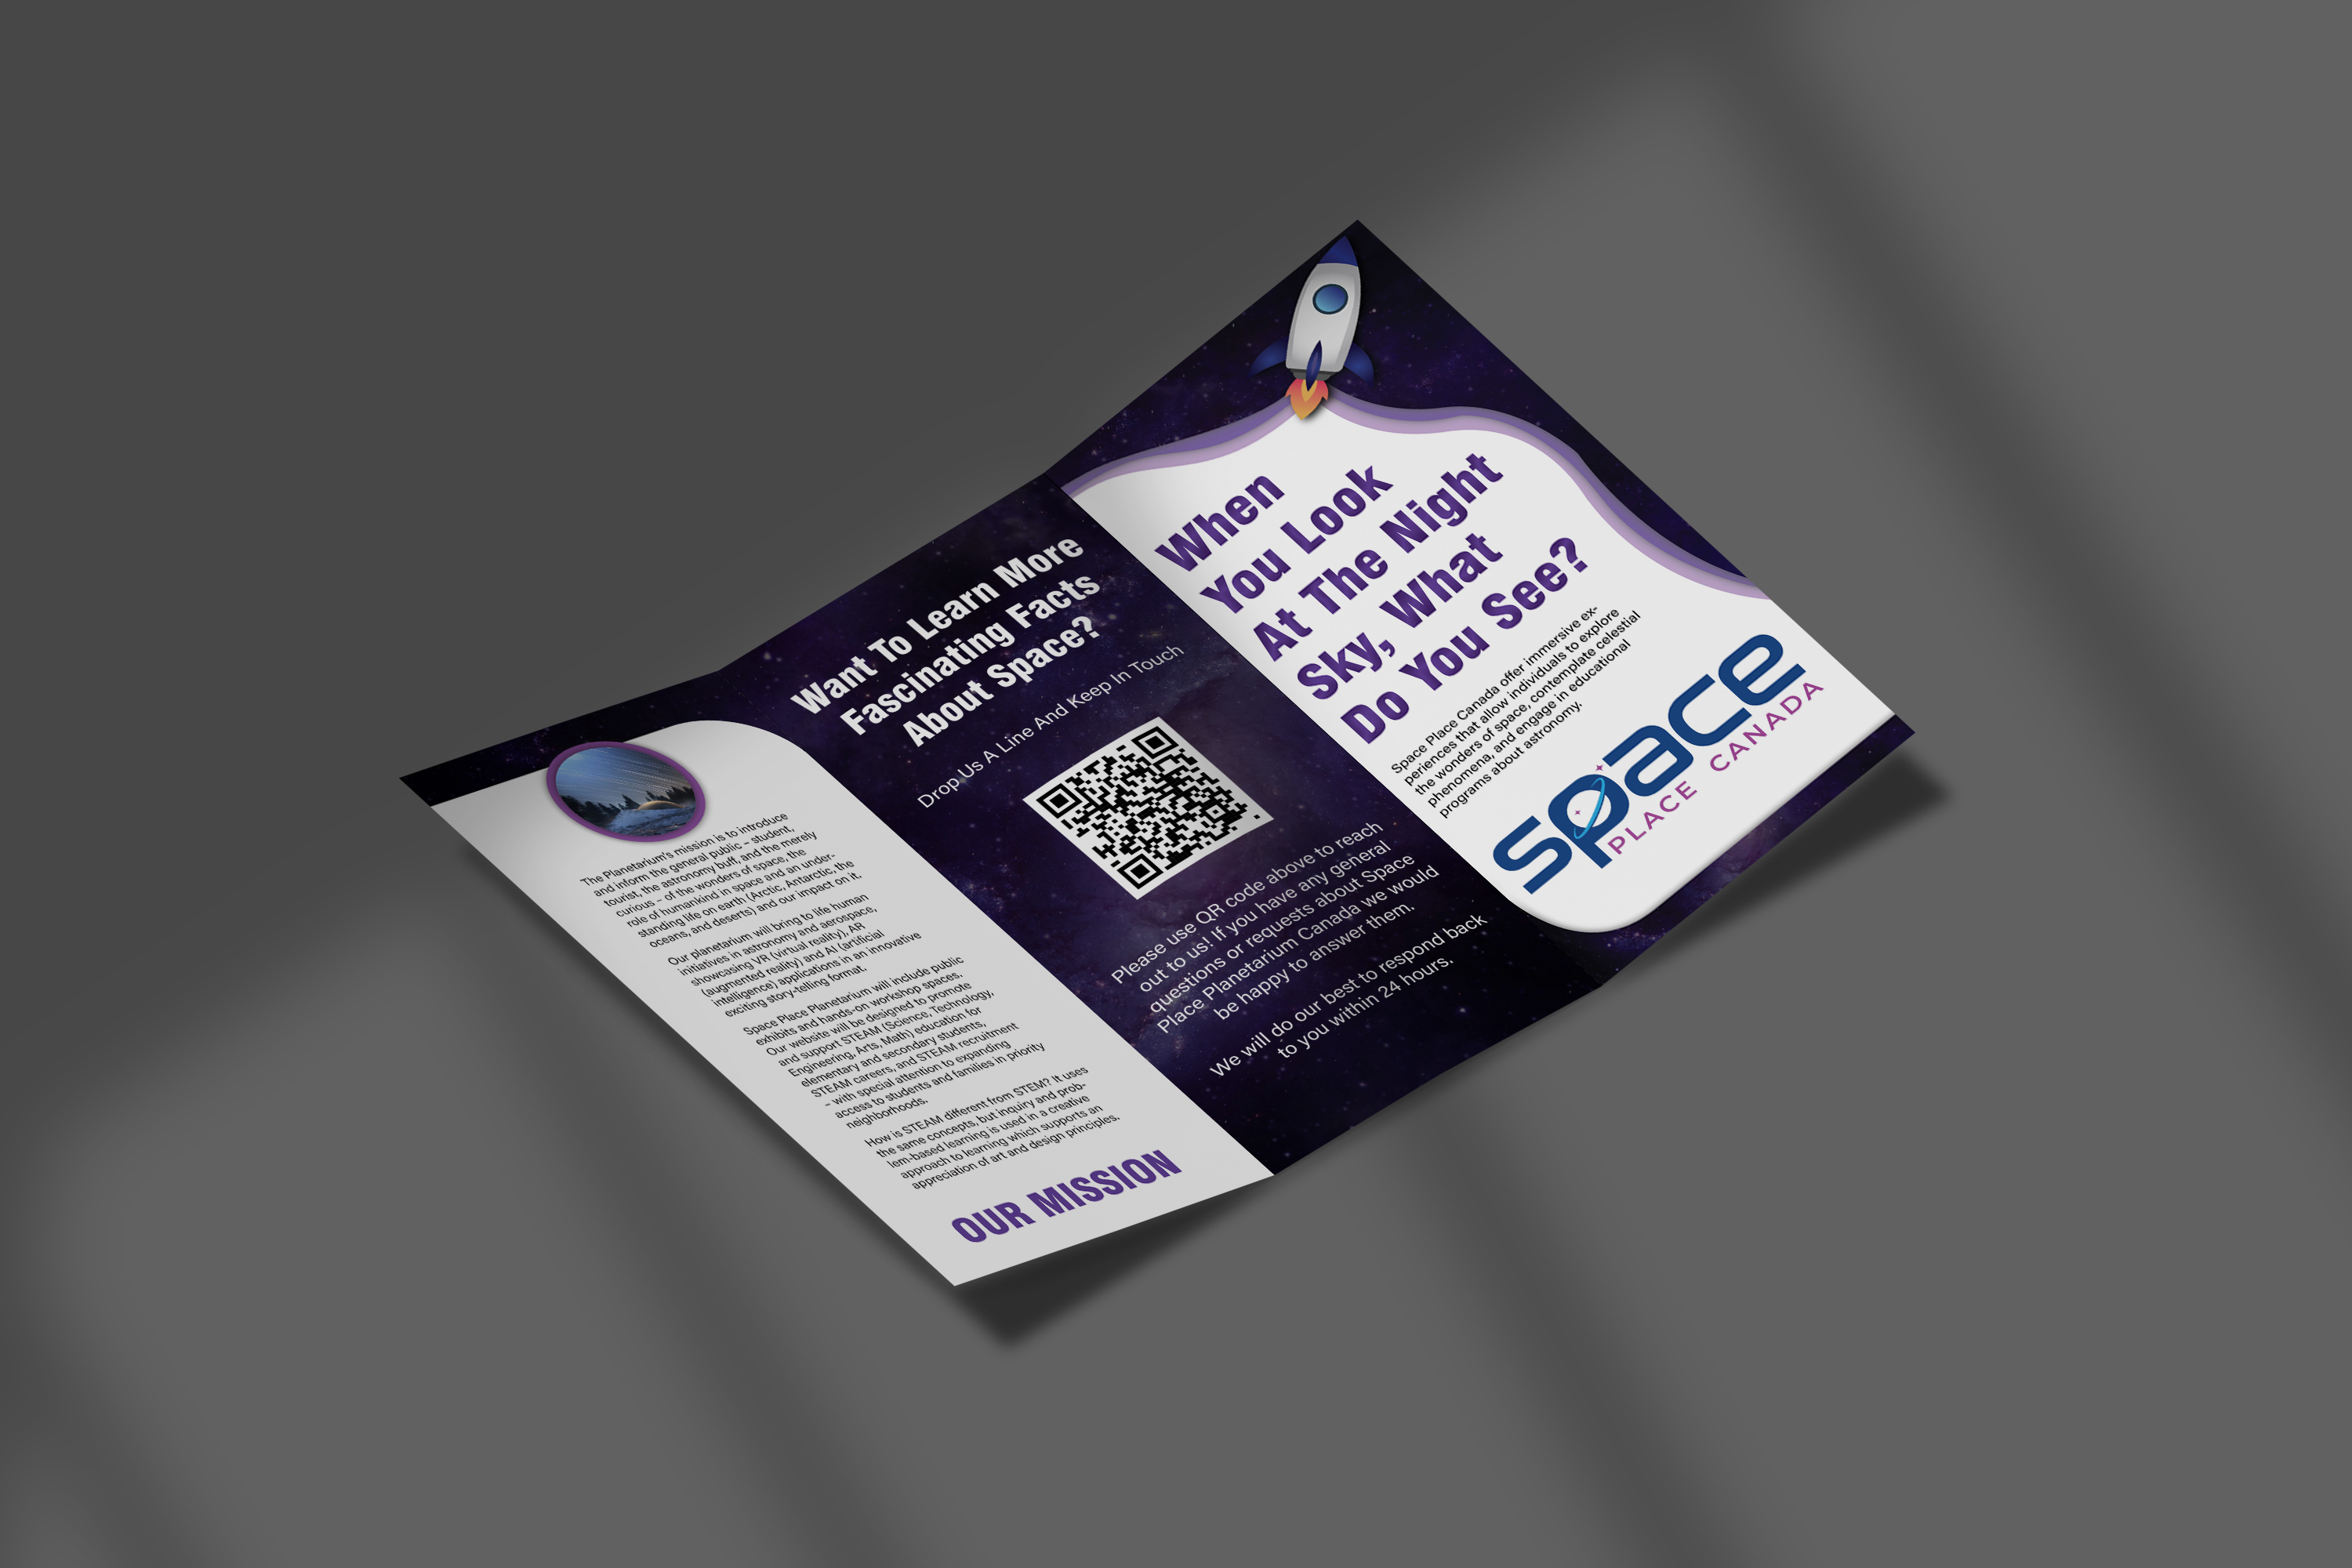 The Planetarium's mission is to introduce
and inform the general public – student,
tourist, the astronomy buff, and the merely
curious – of the wonders of space, the
role of humankind in space and an under-
standing life on earth (Arctic, Antarctic, the
oceans, and deserts) and our impact on it.
Our planetarium will bring to life human
initiatives in astronomy and aerospace,
showcasing VR (virtual reality), AR
(augmented reality) and AI (artificial
intelligence) applications in an innovative
exciting story-telling format.
Space Place Planetarium will include public
exhibits and hands-on workshop spaces.
Our website will be designed to promote
and support STEAM (Science, Technology,
Engineering, Arts, Math) education for
elementary and secondary students,
STEAM careers, and STEAM recruitment
– with special attention to expanding
access to students and families in priority
neighborhoods.
How is STEAM different from STEM? It uses
the same concepts, but inquiry and prob-
lem-based learning is used in a creative
approach to learning which supports an
appreciation of art and design principles.
OUR MISSION
Want To Learn More
Fascinating Facts
About Space?
Drop Us A Line And Keep In Touch
Please use QR code above to reach
out to us! If you have any general
questions or requests about Space
Place Planetarium Canada we would
be happy to answer them.
We will do our best to respond back
to you within 24 hours.
When
You Look
At The Night
Sky, What
Do You See?
Space Place Canada offer immersive ex-
periences that allow individuals to explore
the wonders of space, contemplate celestial
phenomena, and engage in educational
programs about astronomy.
space
PLACE CANADA